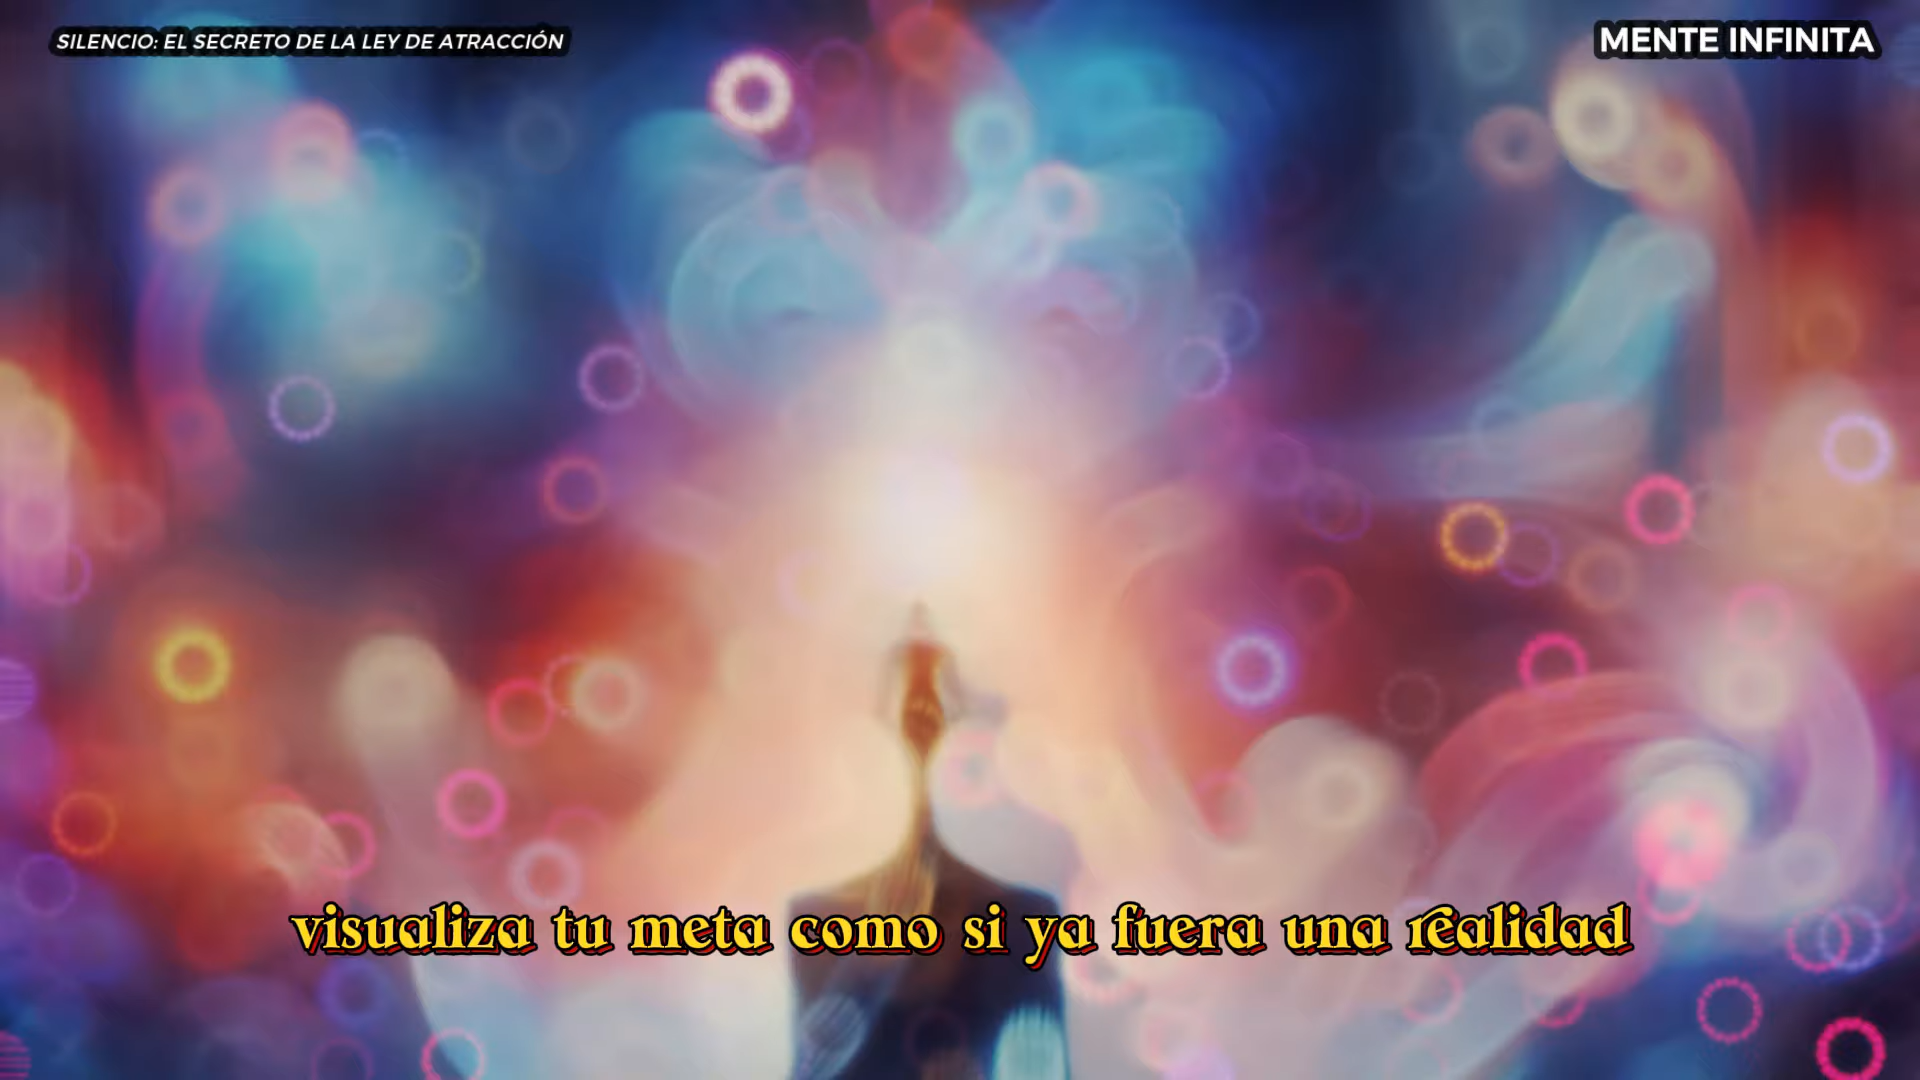 SILENCIO: EL SECRETO DE LA LEY DE ATRACCIÓN
MENTE INFINITA
visualiza tu meta como si ya fuera una realidad